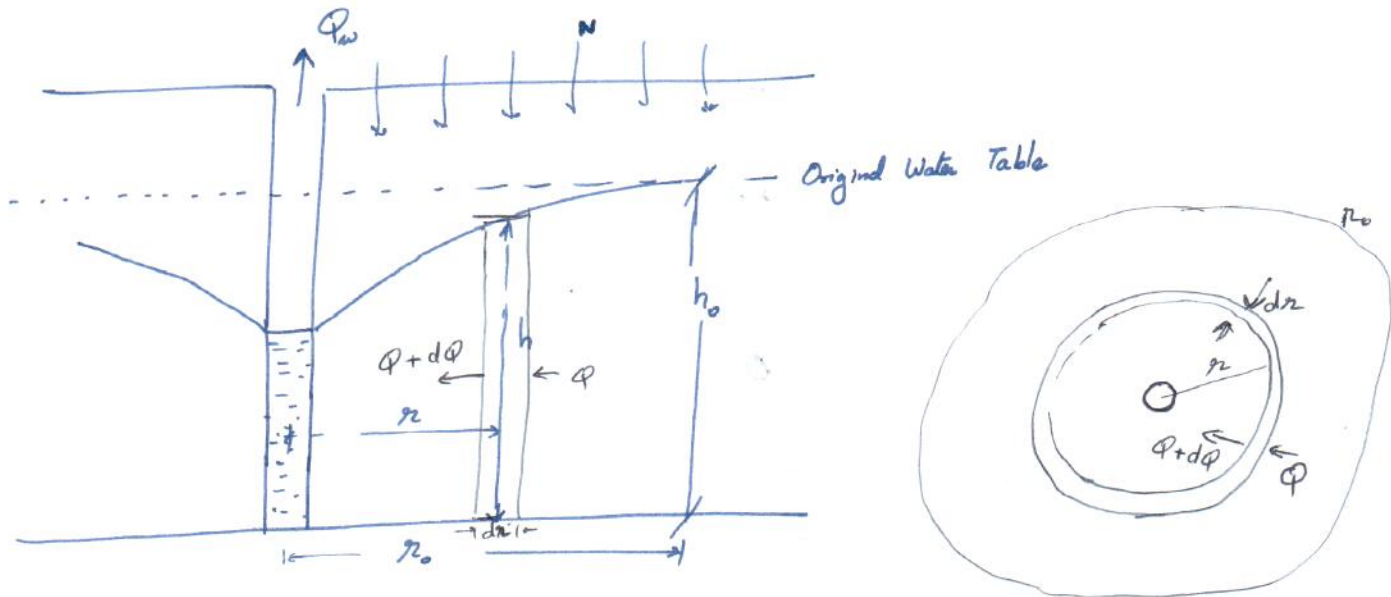 Qw
N
Original Water Table
h₀
h
Q + dQ
Q
r
dr
r₀
r₀
dr
r
Q+dQ
Q